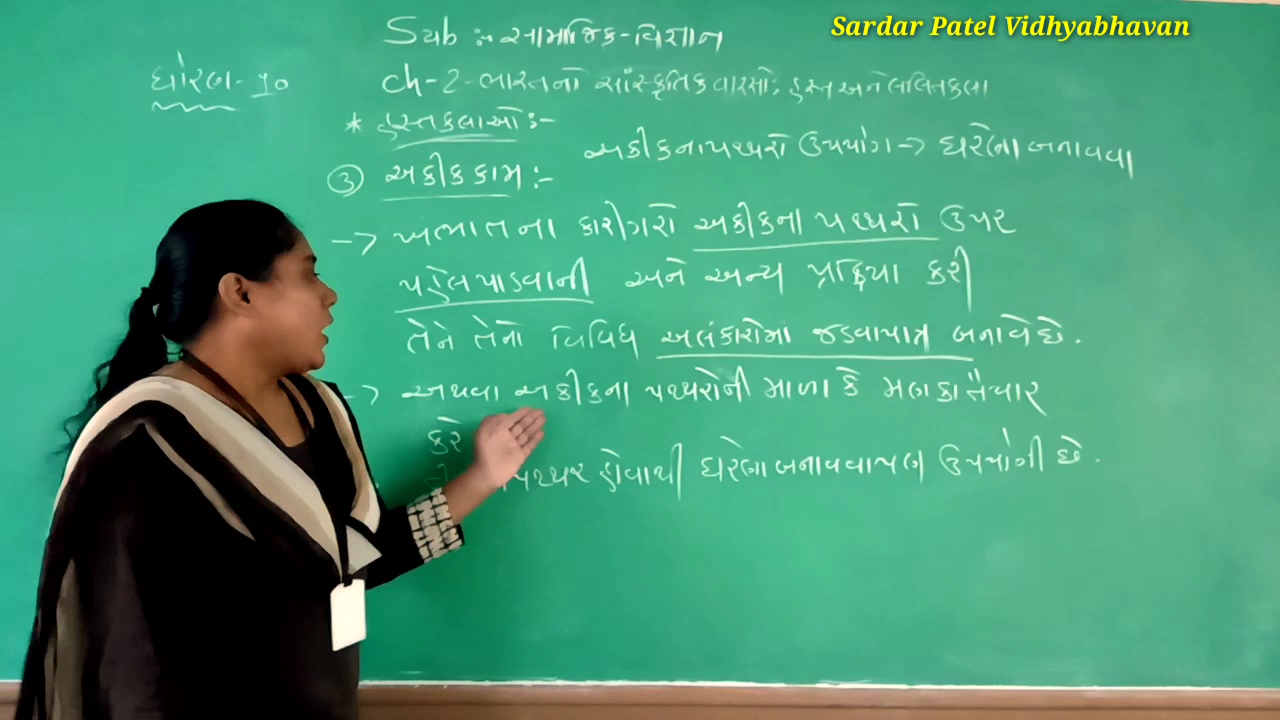 Sardar Patel Vidhyabhavan
Sub :- સામાજિક-વિજ્ઞાન
ધોરણ- ૧૦
ch-2-ભારતનો સાંસ્કૃતિક વારસો: હસ્ત અને લલિતકલા
* હસ્તકલાઓ:-
અકીકના પથ્થરો ઉપયોગ → ઘરેણાં બનાવવા
③ અકીકકામ:-
→ ખંભાતના કારીગરો અકીકના પથ્થરો ઉપર
પહેલ પાડવાની અને અન્ય પ્રક્રિયા કરી
તેને તેનો વિવિધ અલંકારોમાં જડવાપાત્ર બનાવે છે.
→ અથવા અકીકના પથ્થરોની માળા કે મણકા તૈયાર
કરે
પથ્થર હોવાથી ઘરેણાં બનાવવા પણ ઉપયોગી છે.